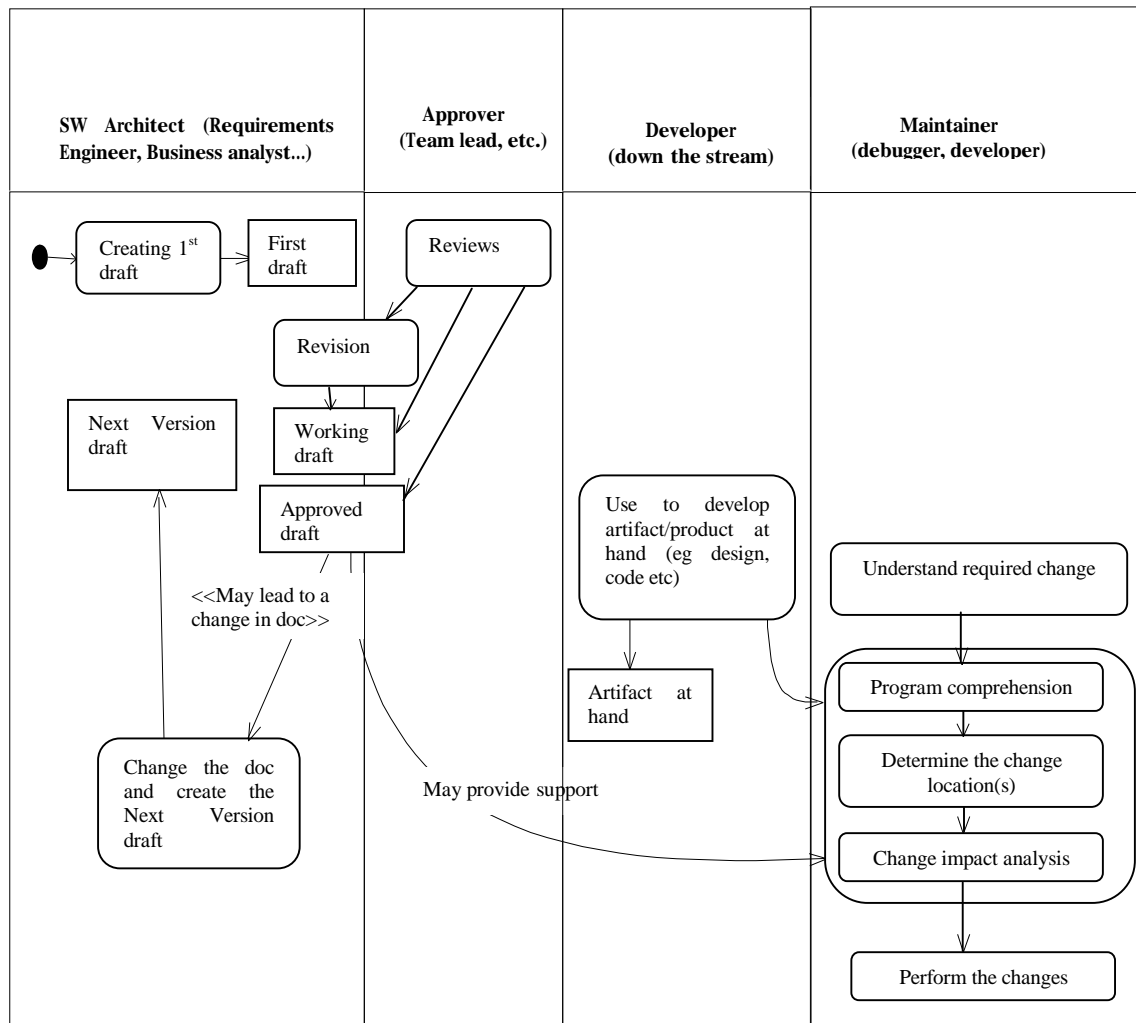 SW Architect (Requirements
Engineer, Business analyst...)
Approver
(Team lead, etc.)
Developer
(down the stream)
Maintainer
(debugger, developer)
Creating 1st
draft
First
draft
Reviews
Revision
Next Version
draft
Working
draft
Approved
draft
Use to develop
artifact/product at
hand (eg design,
code etc)
Understand required change
<<May lead to a
change in doc>>
Artifact at
hand
Program comprehension
Determine the change
location(s)
Change the doc
and create the
Next Version
draft
May provide support
Change impact analysis
Perform the changes